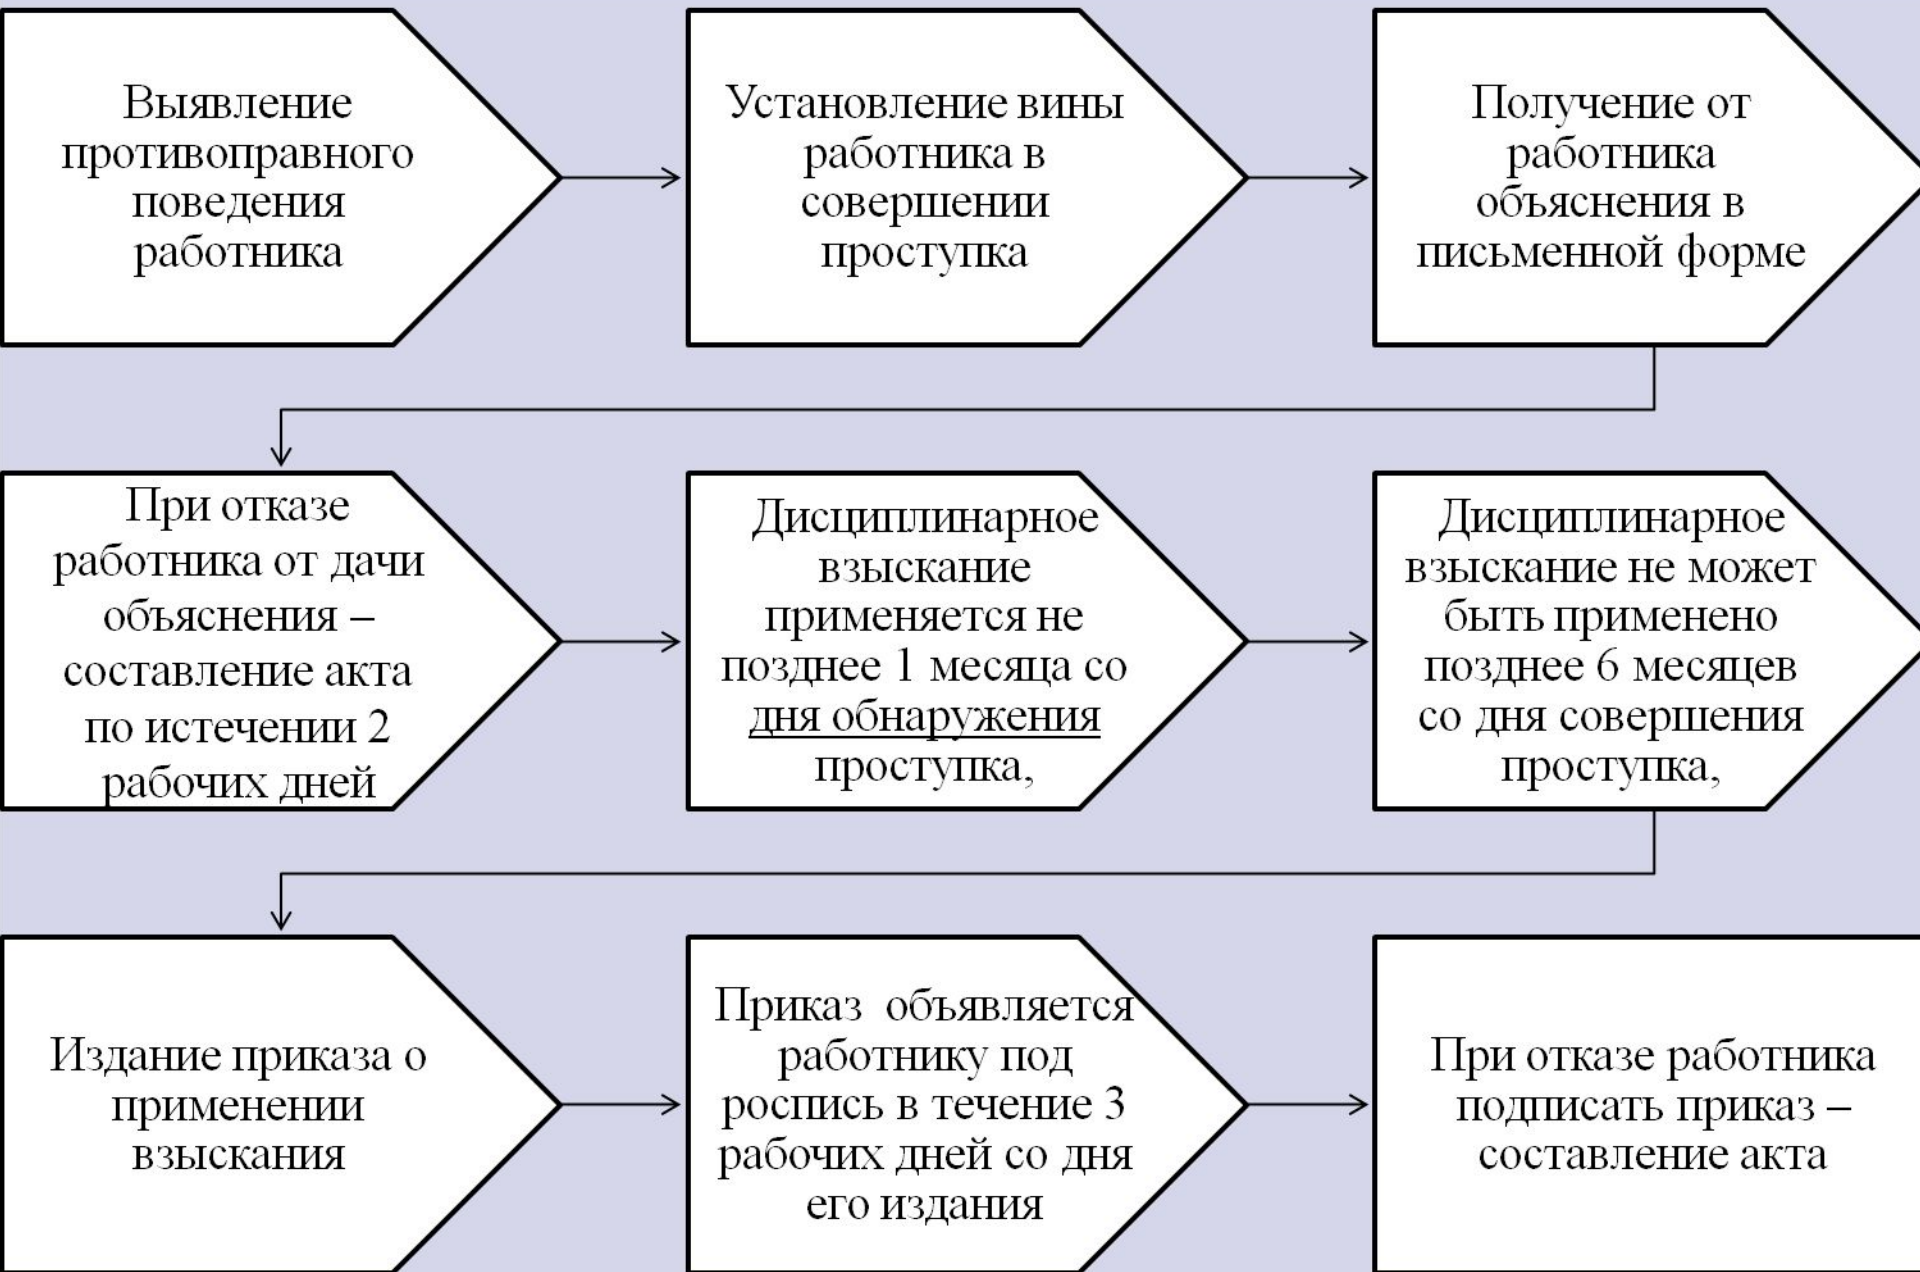 Выявление
противоправного
поведения
работника
Установление вины
работника в
совершении
проступка
Получение от
работника
объяснения в
письменной форме
При отказе
работника от дачи
объяснения –
составление акта
по истечении 2
рабочих дней
Дисциплинарное
взыскание
применяется не
позднее 1 месяца со
дня обнаружения
проступка,
Дисциплинарное
взыскание не может
быть применено
позднее 6 месяцев
со дня совершения
проступка,
Издание приказа о
применении
взыскания
Приказ объявляется
работнику под
роспись в течение 3
рабочих дней со дня
его издания
При отказе работника
подписать приказ –
составление акта